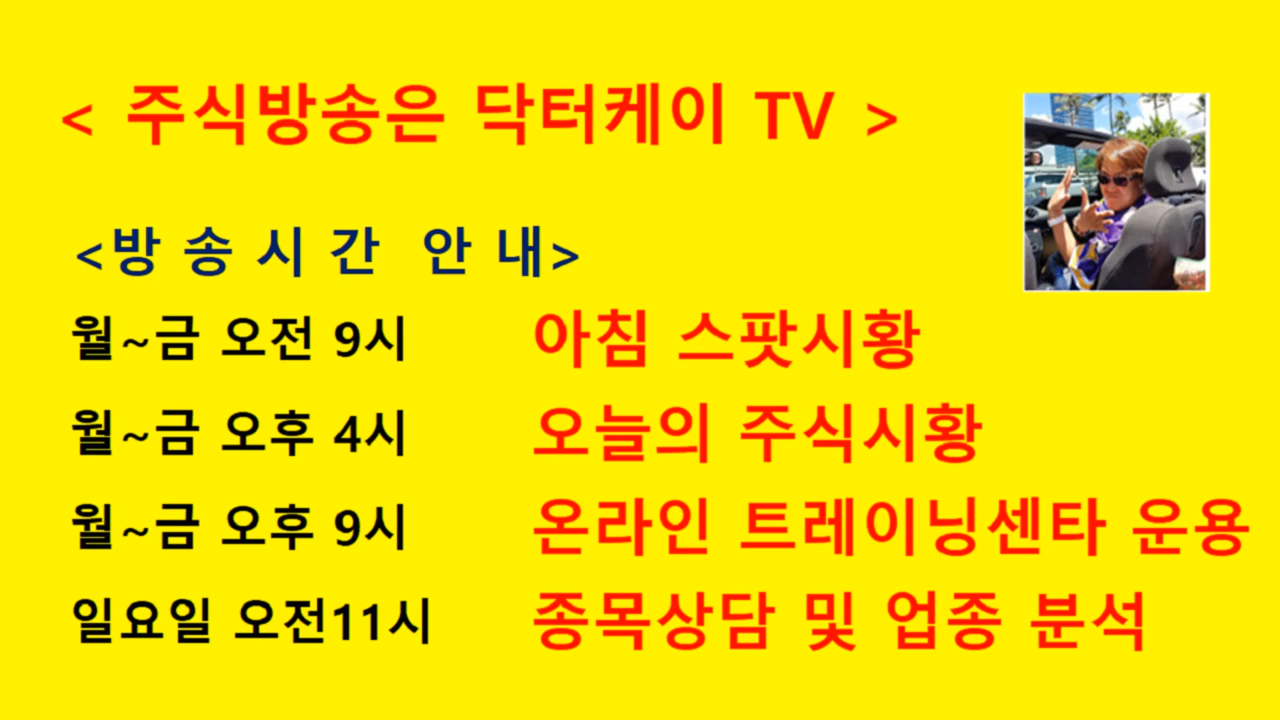 < 주식방송은 닥터케이 TV >
<방 송 시 간 안 내>
월~금 오전 9시 아침 스팟시황
월~금 오후 4시 오늘의 주식시황
월~금 오후 9시 온라인 트레이닝센타 운용
일요일 오전11시 종목상담 및 업종 분석